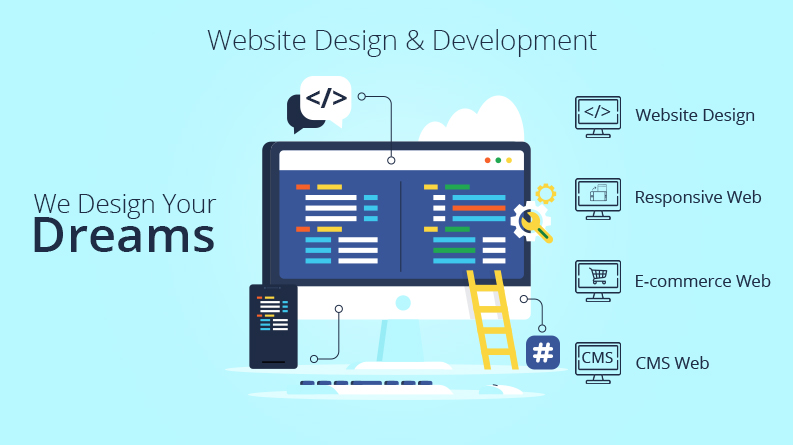 Website Design & Development
</>
We Design Your
Dreams
#
</>
Website Design
Responsive Web
E-commerce Web
CMS
CMS Web